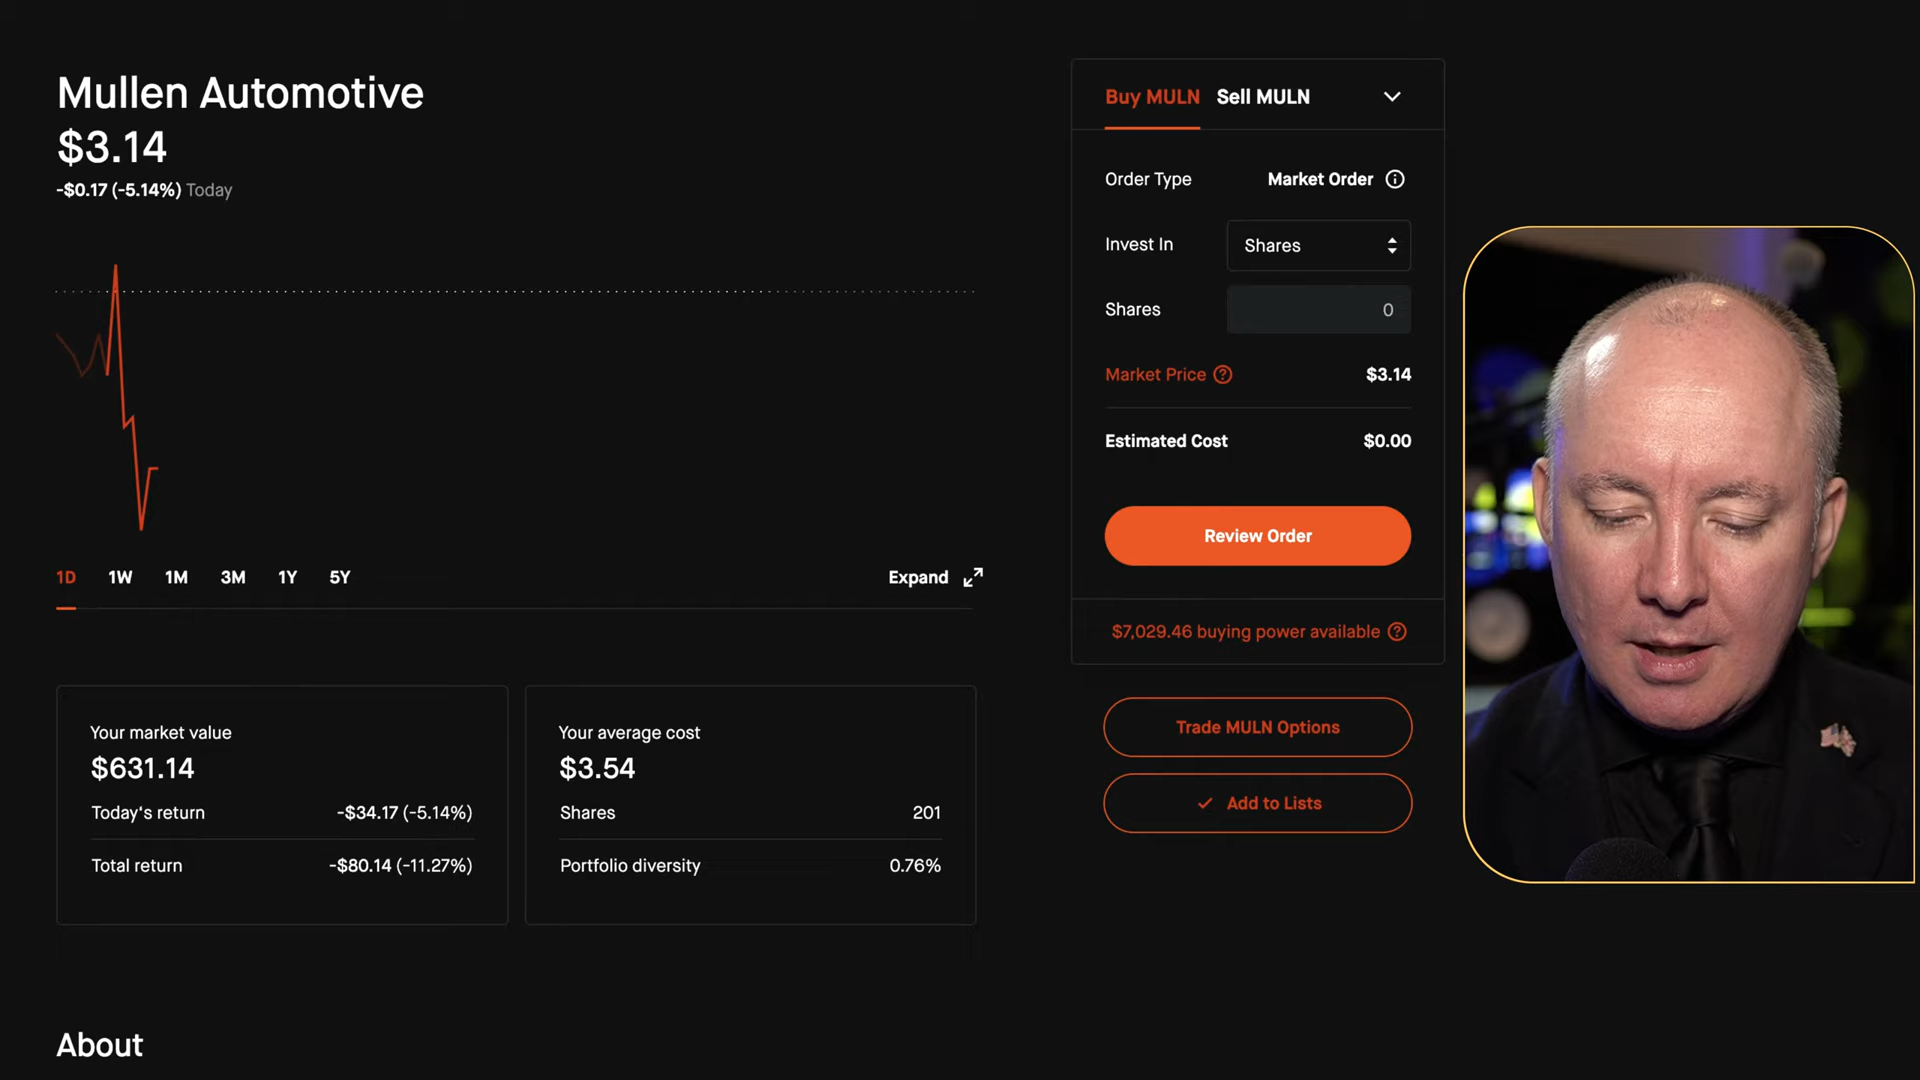 Mullen Automotive
$3.14
-$0.17 (-5.14%) Today
1D 1W 1M 3M 1Y 5Y Expand
Your market value
$631.14
Today's return -$34.17 (-5.14%)
Total return -$80.14 (-11.27%)
Your average cost
$3.54
Shares 201
Portfolio diversity 0.76%
About
Buy MULN Sell MULN
Order Type Market Order
Invest In Shares
Shares 0
Market Price $3.14
Estimated Cost $0.00
Review Order
$7,029.46 buying power available
Trade MULN Options
Add to Lists